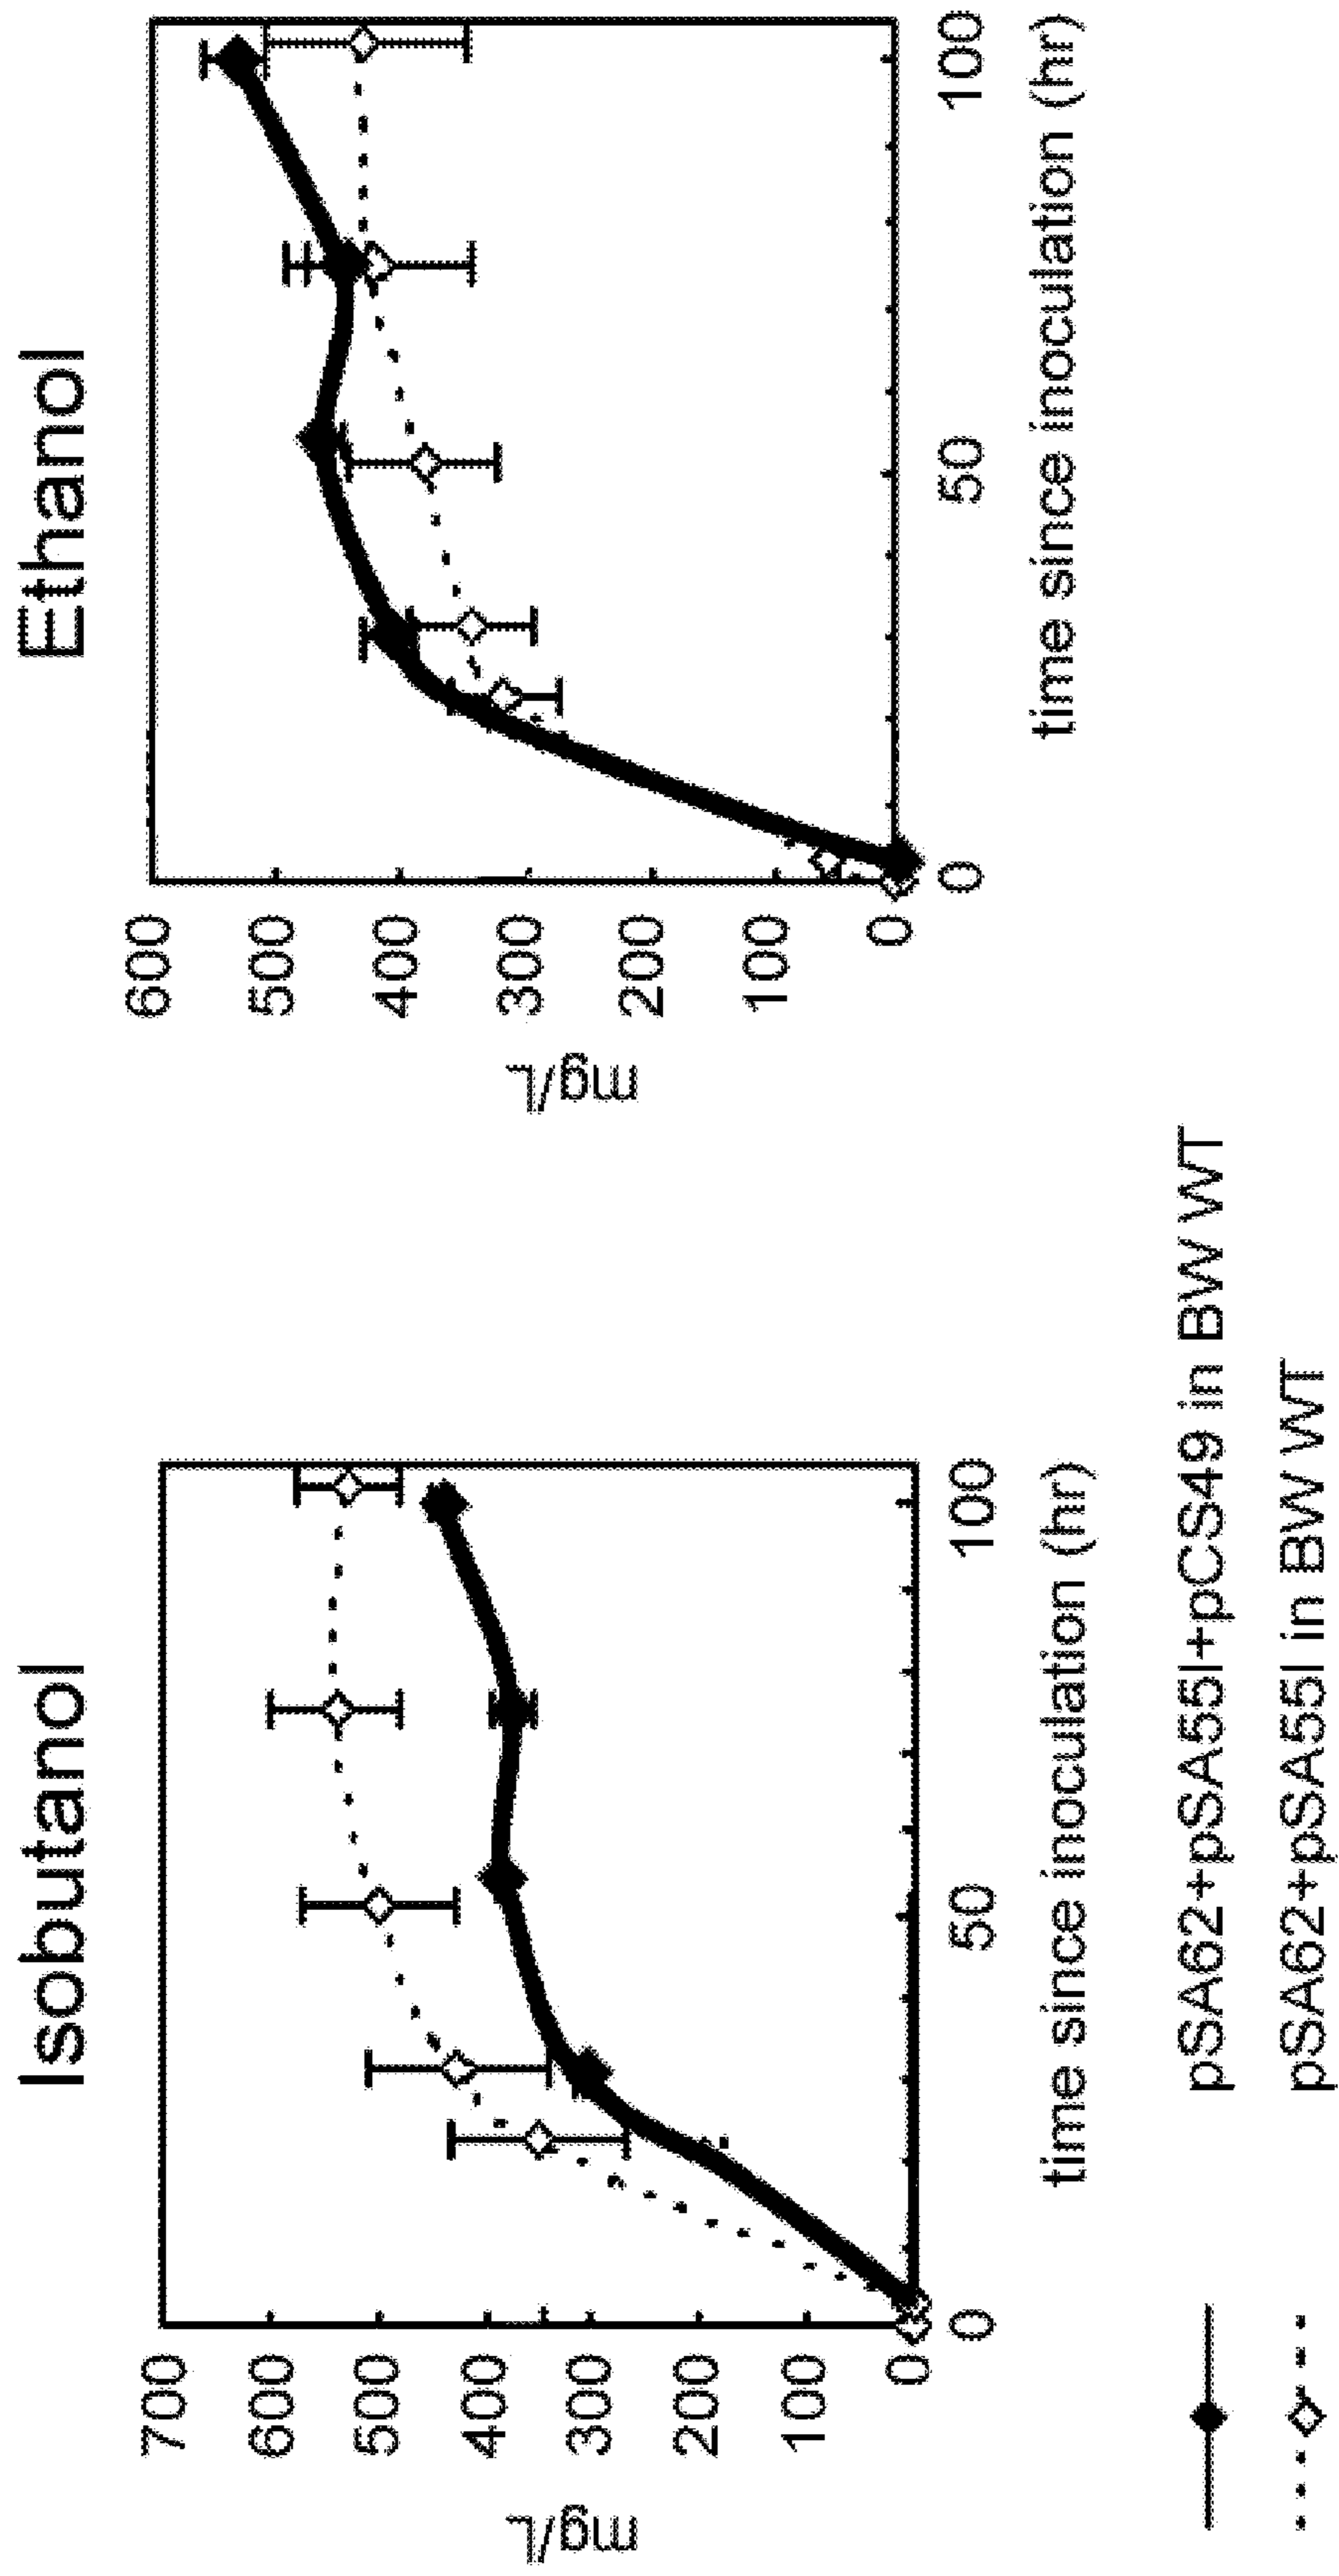 Isobutanol
700
600
500
400
300
200
100
0
mg/L
0
50
100
time since inoculation (hr)
Ethanol
600
500
400
300
200
100
0
mg/L
0
50
100
time since inoculation (hr)
pSA62+pSA55I+pCS49 in BW WT
pSA62+pSA55I in BW WT